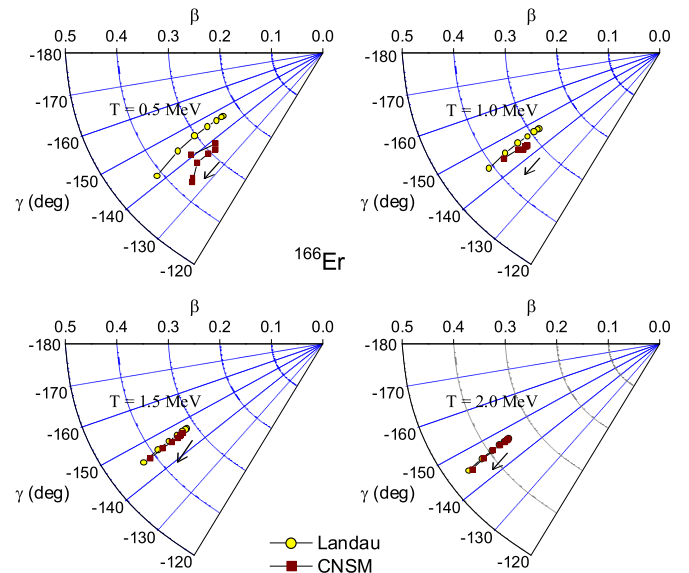 β
0.5 0.4 0.3 0.2 0.1 0.0
-180
-170
T = 0.5 MeV
-160
-150
γ (deg)
-140
-130
-120
β
0.5 0.4 0.3 0.2 0.1 0.0
-180
-170
T = 1.0 MeV
-160
-150
γ (deg)
-140
-130
-120
166Er
β
0.5 0.4 0.3 0.2 0.1 0.0
-180
-170
T = 1.5 MeV
-160
-150
γ (deg)
-140
-130
-120
β
0.5 0.4 0.3 0.2 0.1 0.0
-180
-170
T = 2.0 MeV
-160
-150
γ (deg)
-140
-130
-120
Landau
CNSM